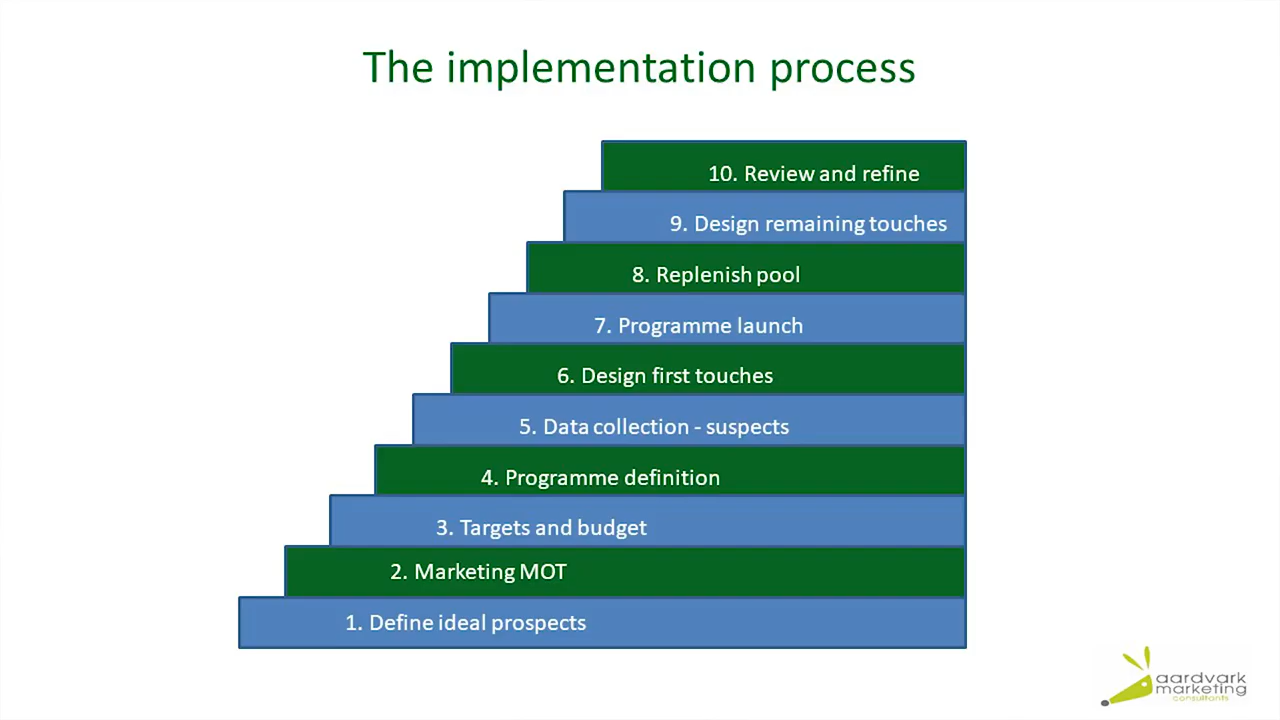 The implementation process
10. Review and refine
9. Design remaining touches
8. Replenish pool
7. Programme launch
6. Design first touches
5. Data collection - suspects
4. Programme definition
3. Targets and budget
2. Marketing MOT
1. Define ideal prospects
aardvark
marketing
consultants